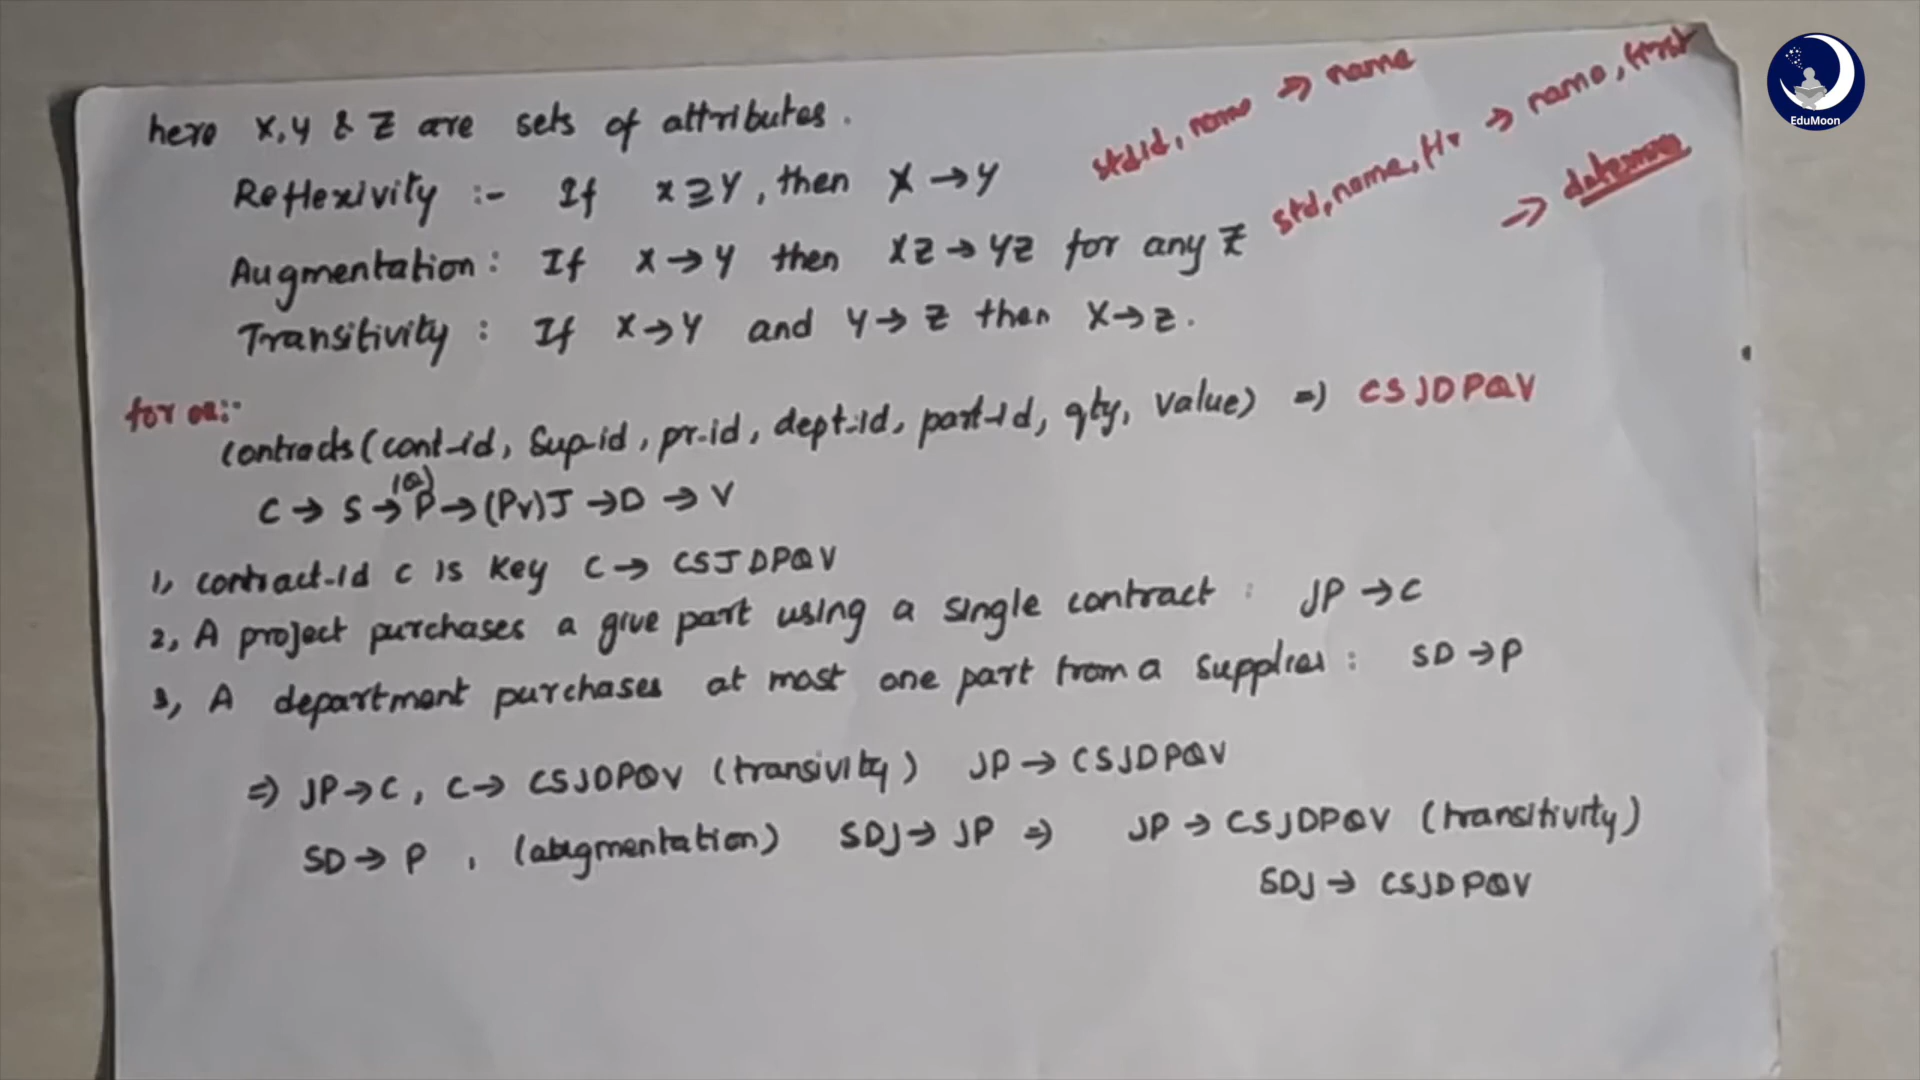 here X, Y & Z are sets of attributes.
Reflexivity :- If X ⊇ Y, then X → Y
stdid, name → name
Augmentation : If X → Y then XZ → YZ for any Z
std, name, Hr → name,
→
Transitivity : If X → Y and Y → Z then X → Z.
for
contracts (cont-id, Sup-id, pr-id, dept-id, part-id, qty, value) ⇒ CSJDPQV
C → S → P → (Pv) J → D → V
(Q)
1, contract-id C is key C → CSJDPQV
2, A project purchases a give part using a single contract : JP → C
3, A department purchases at most one part from a supplies : SD → P
⇒ JP → C, C → CSJDPQV (transivity) JP → CSJDPQV
SD → P , (augmentation) SDJ → JP ⇒ JP → CSJDPQV (transitivity)
SDJ → CSJDPQV
EduMoon